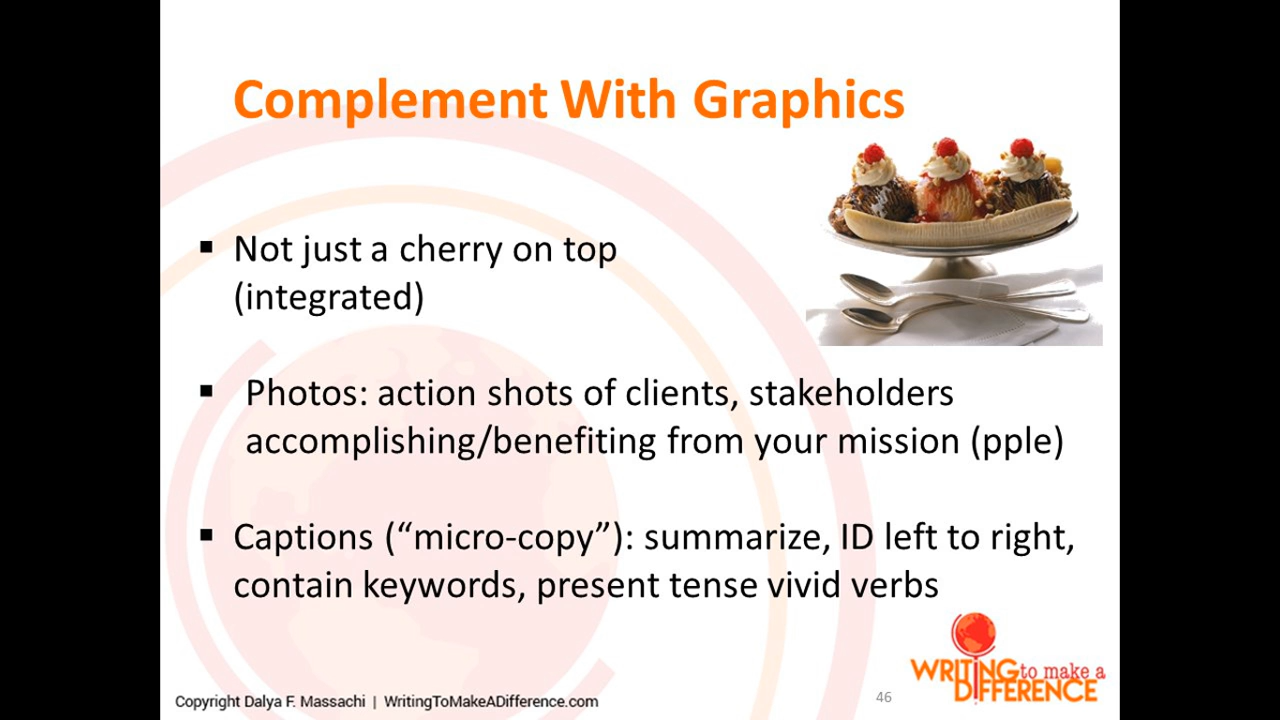 Complement With Graphics
▪ Not just a cherry on top
(integrated)
▪ Photos: action shots of clients, stakeholders
accomplishing/benefiting from your mission (pple)
▪ Captions (“micro-copy”): summarize, ID left to right,
contain keywords, present tense vivid verbs
WRITING to make a
DIFFERENCE
Copyright Dalya F. Massachi | WritingToMakeADifference.com
46